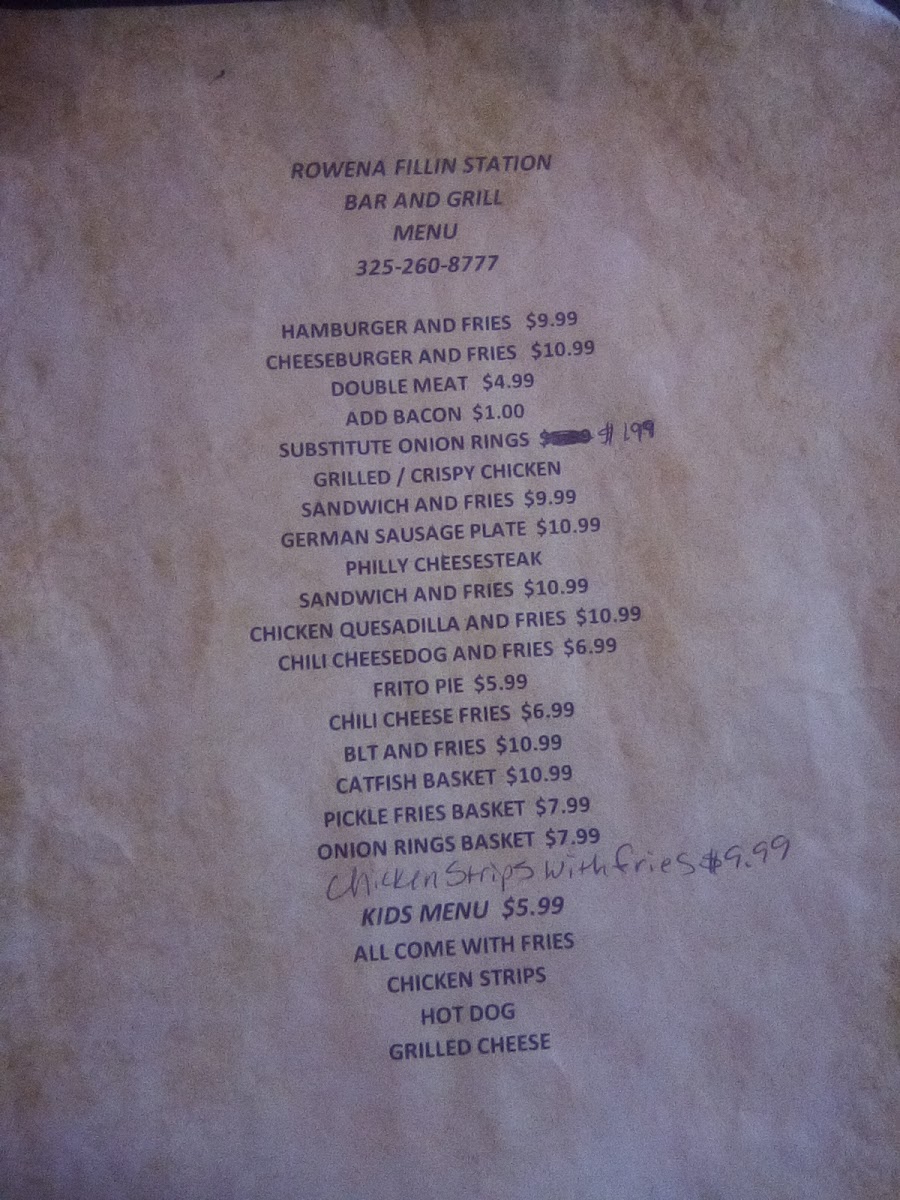 ROWENA FILLIN STATION
BAR AND GRILL
MENU
325-260-8777
HAMBURGER AND FRIES $9.99
CHEESEBURGER AND FRIES $10.99
DOUBLE MEAT $4.99
ADD BACON $1.00
SUBSTITUTE ONION RINGS $ $1.99
GRILLED / CRISPY CHICKEN
SANDWICH AND FRIES $9.99
GERMAN SAUSAGE PLATE $10.99
PHILLY CHEESESTEAK
SANDWICH AND FRIES $10.99
CHICKEN QUESADILLA AND FRIES $10.99
CHILI CHEESEDOG AND FRIES $6.99
FRITO PIE $5.99
CHILI CHEESE FRIES $6.99
BLT AND FRIES $10.99
CATFISH BASKET $10.99
PICKLE FRIES BASKET $7.99
ONION RINGS BASKET $7.99
Chicken Strips with fries $9.99
KIDS MENU $5.99
ALL COME WITH FRIES
CHICKEN STRIPS
HOT DOG
GRILLED CHEESE